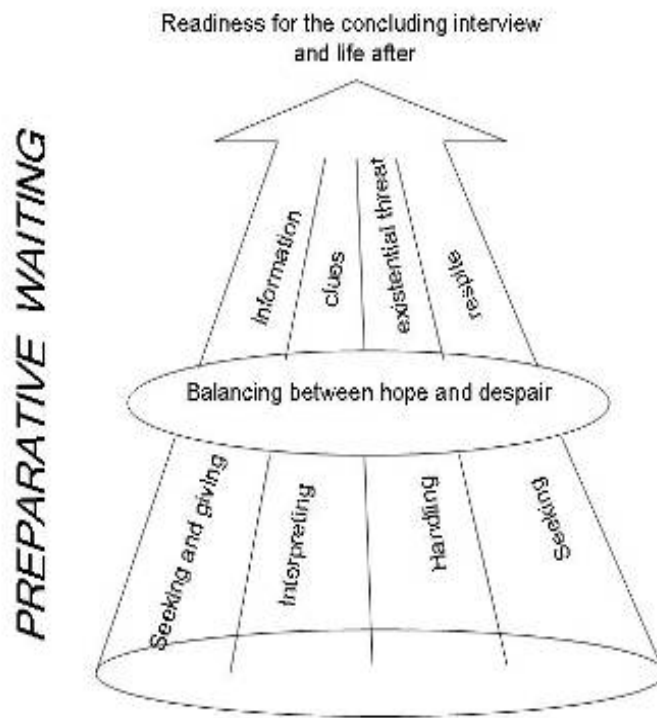 Readiness for the concluding interview
and life after
PREPARATIVE WAITING
Information
clues
existential threat
respite
Balancing between hope and despair
Seeking and giving
Interpreting
Handling
Seeking